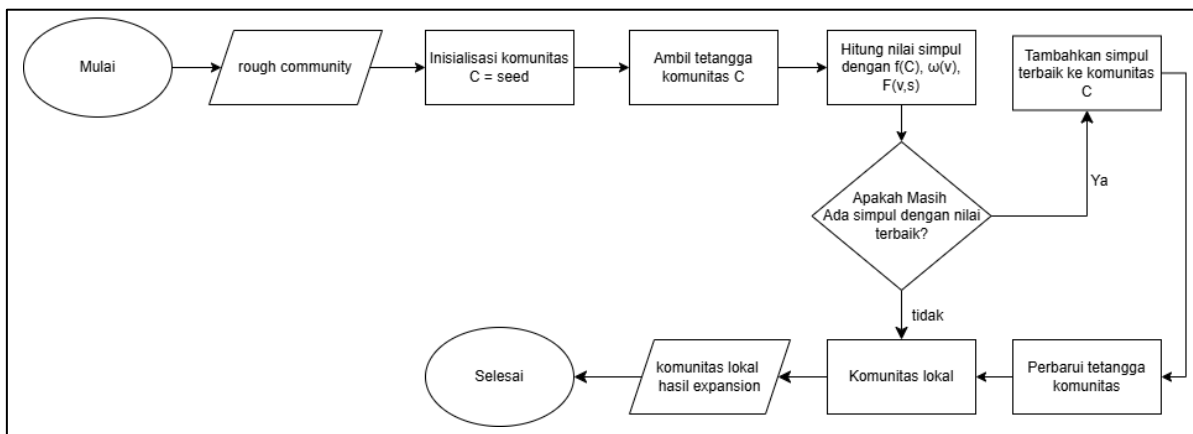 Mulai
rough community
Inisialisasi komunitas
C = seed
Ambil tetangga
komunitas C
Hitung nilai simpul
dengan f(C), ω(v),
F(v,s)
Tambahkan simpul
terbaik ke komunitas
C
Apakah Masih
Ada simpul dengan nilai
terbaik?
Ya
tidak
Perbarui tetangga
komunitas
Komunitas lokal
komunitas lokal
hasil expansion
Selesai